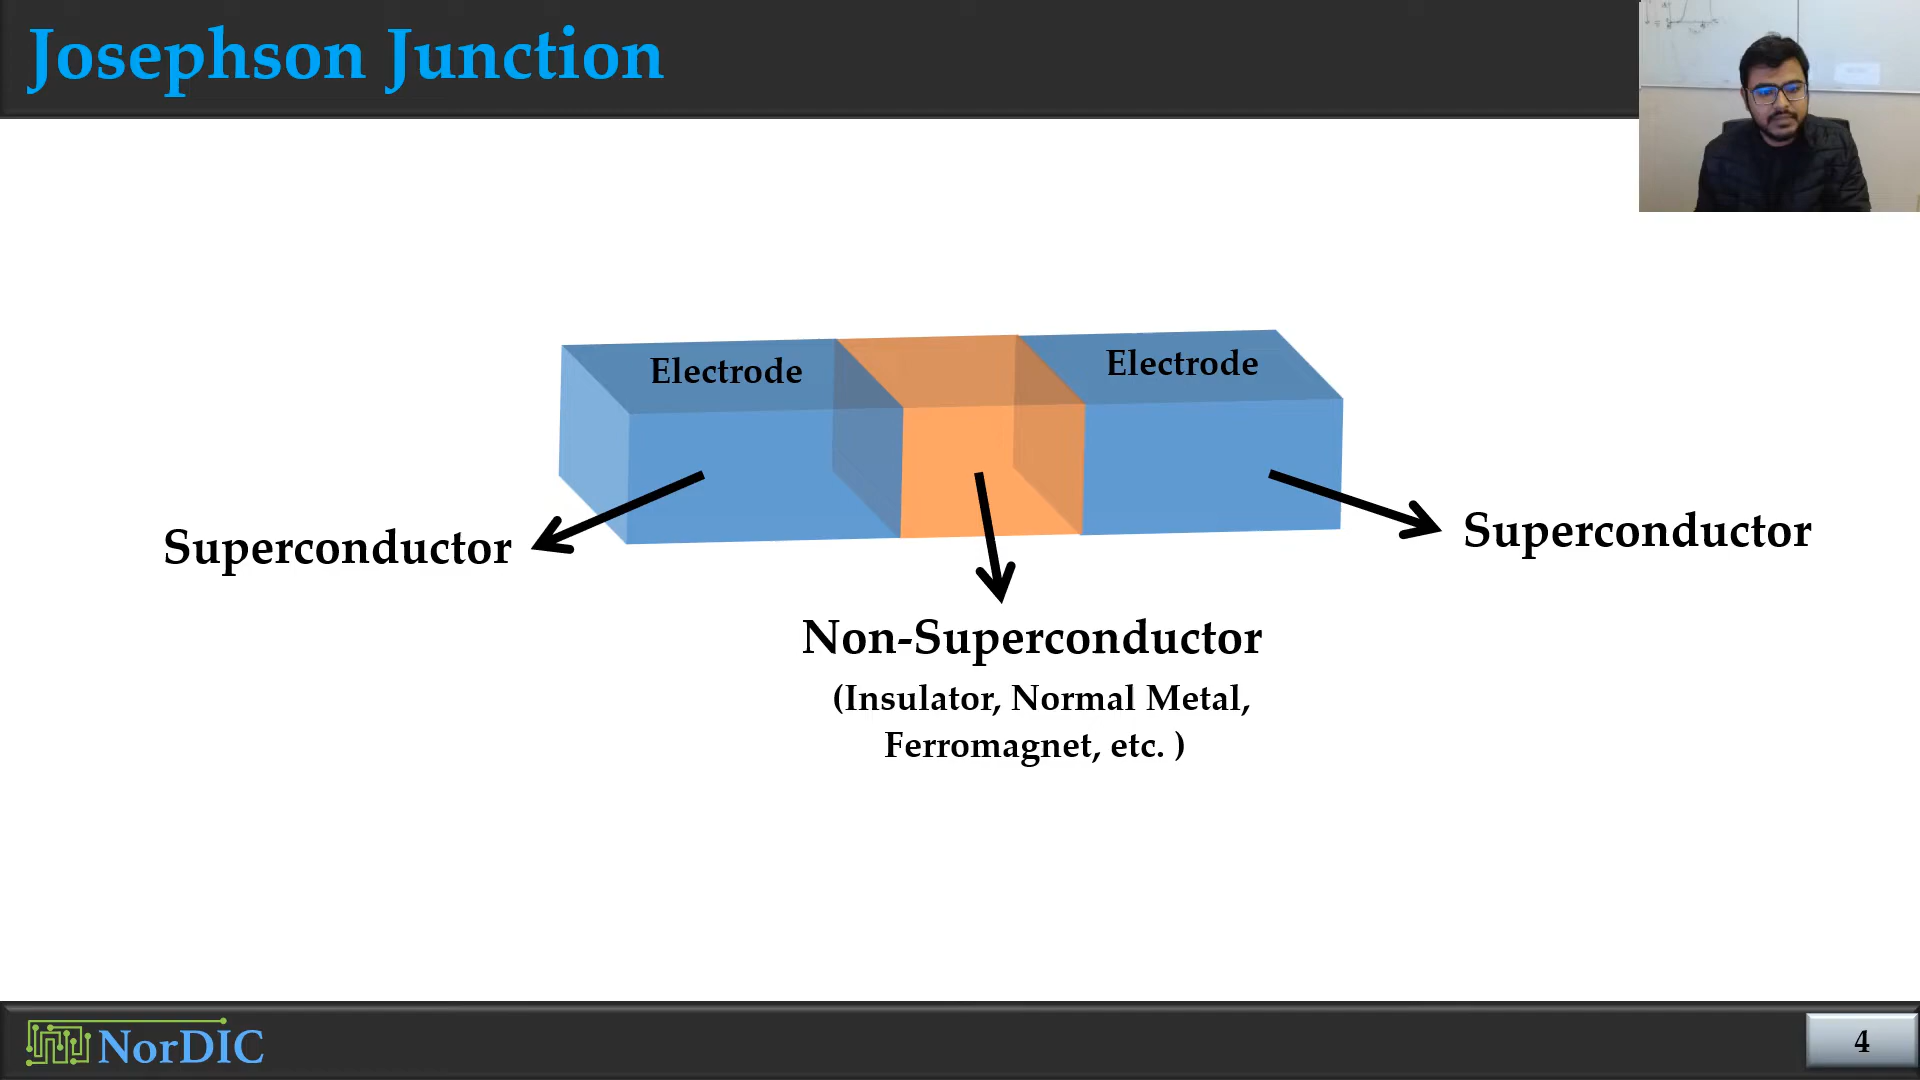 Josephson Junction
Electrode
Electrode
Superconductor
Superconductor
Non-Superconductor
(Insulator, Normal Metal,
Ferromagnet, etc. )
NorDIC
4